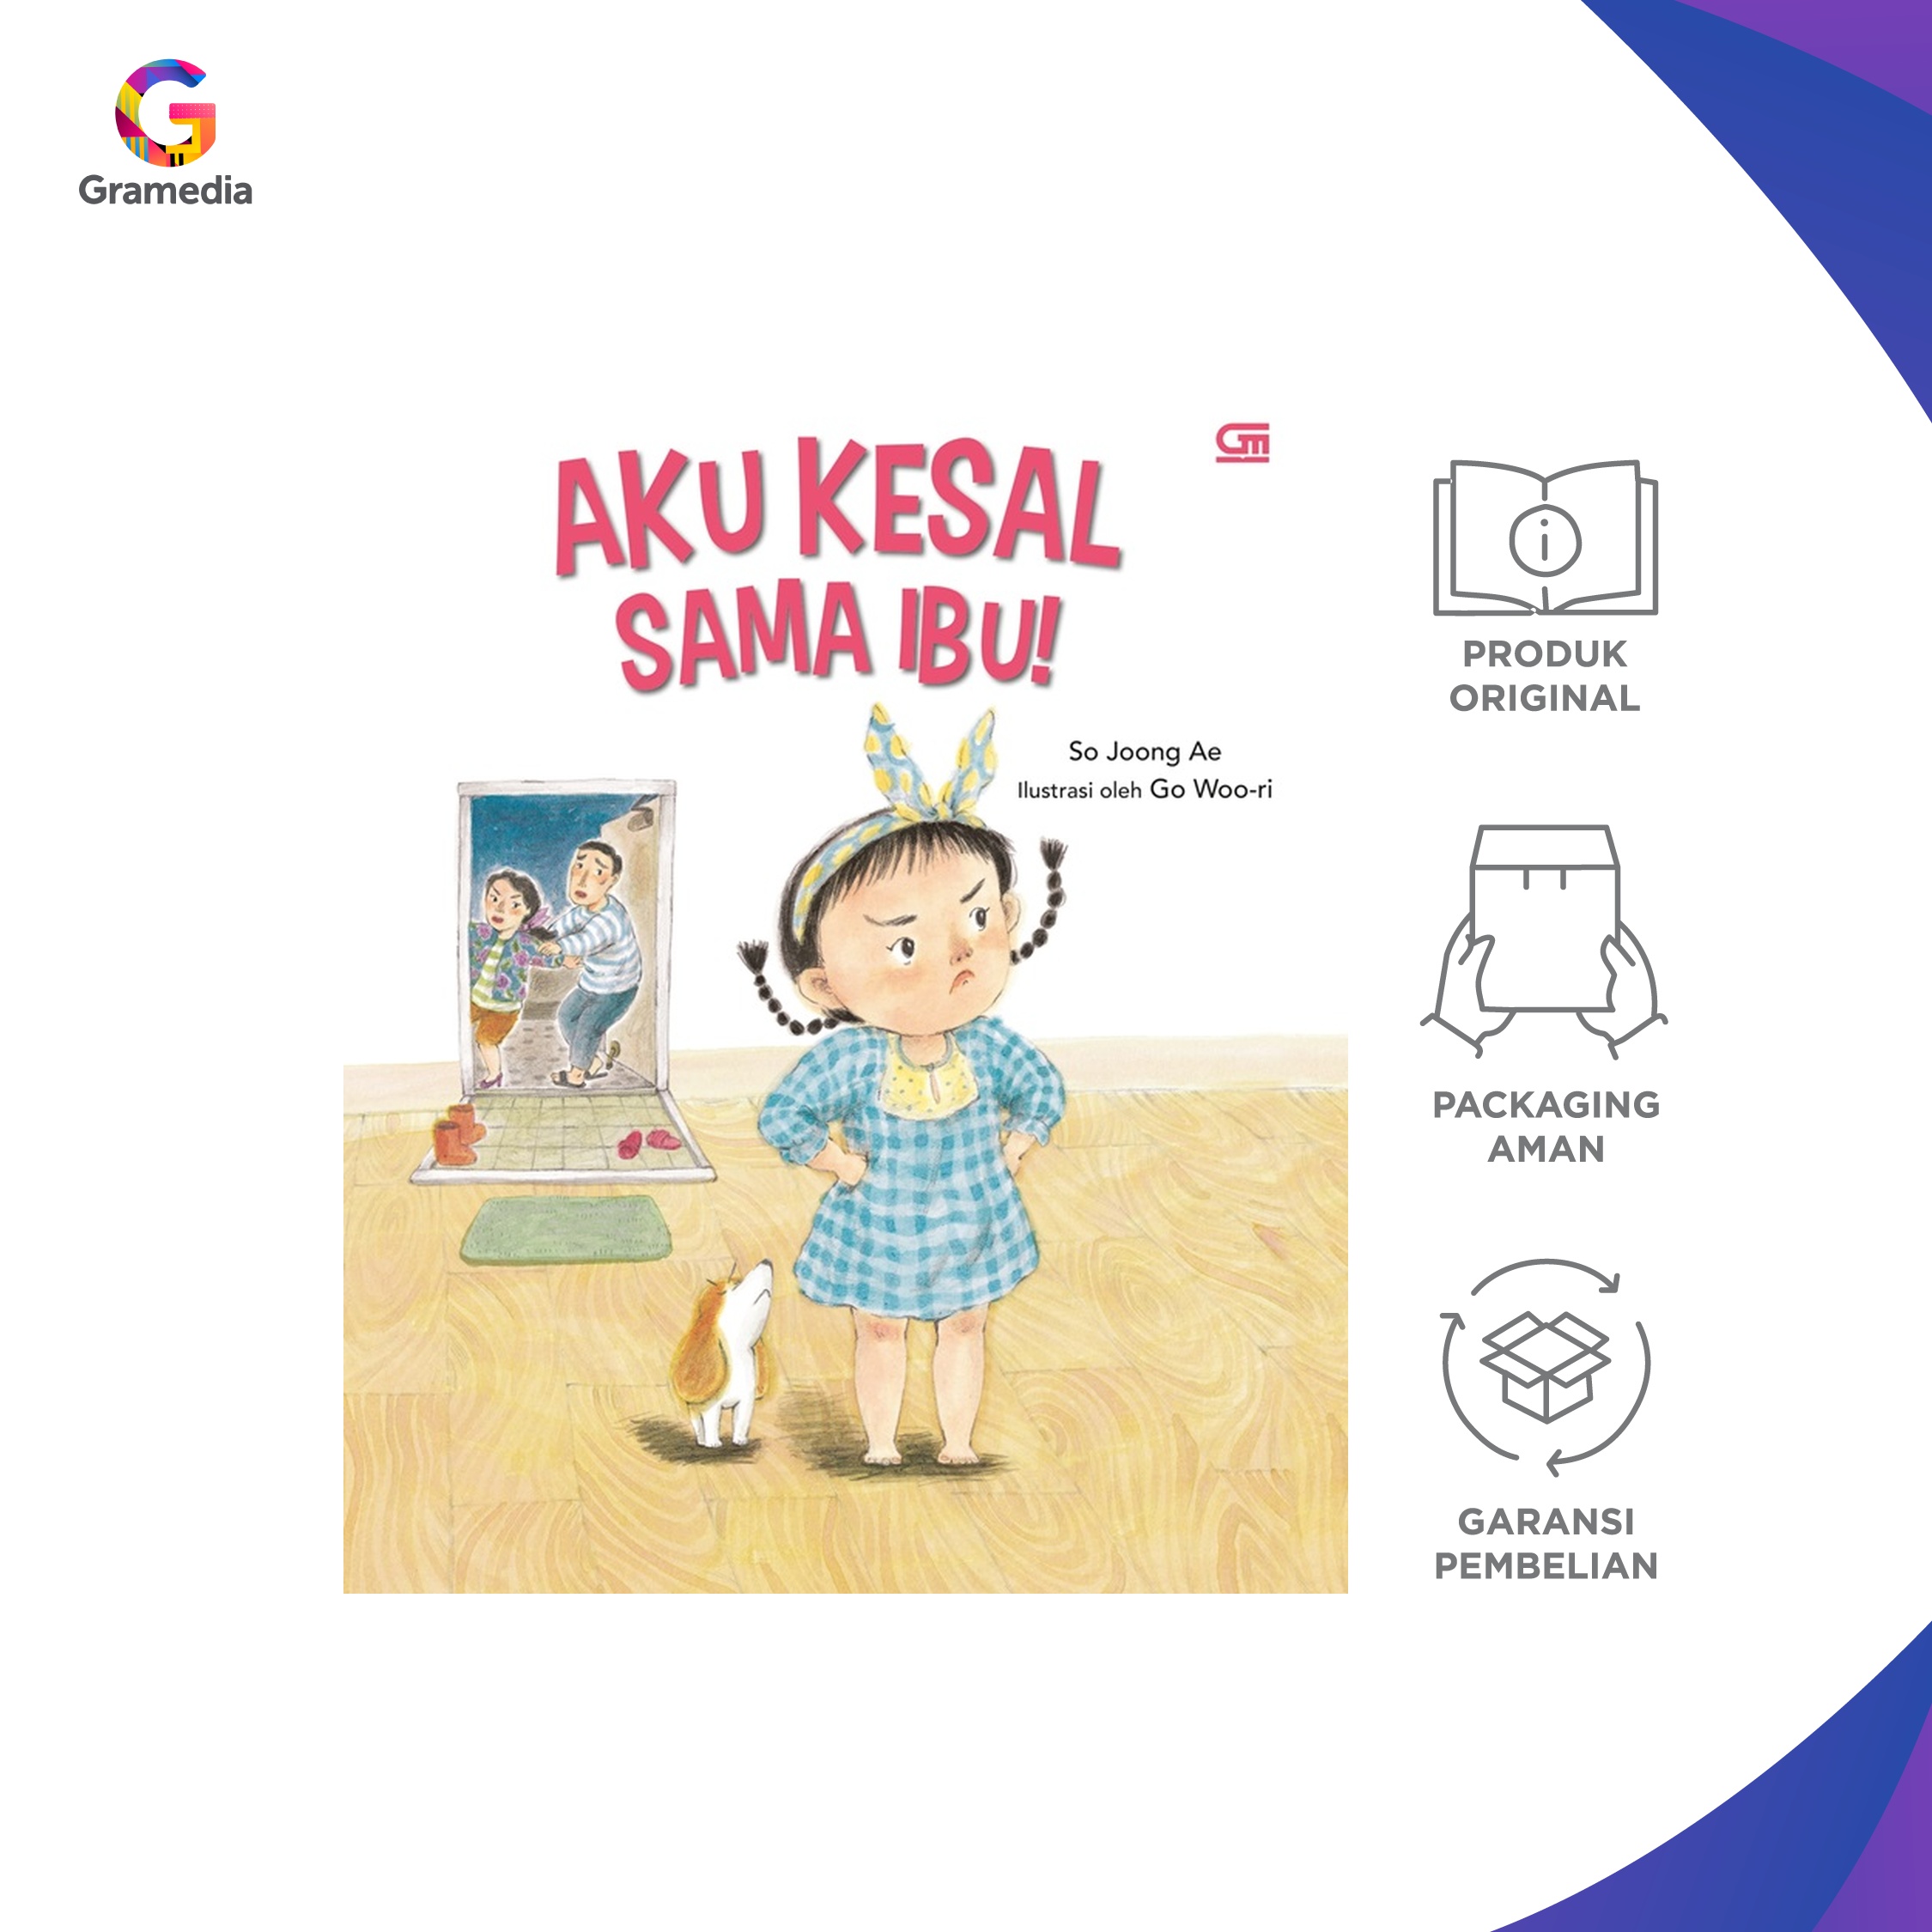 Gramedia
GM
AKU KESAL
SAMA IBU!
So Joong Ae
Ilustrasi oleh Go Woo-ri
PRODUK
ORIGINAL
PACKAGING
AMAN
GARANSI
PEMBELIAN